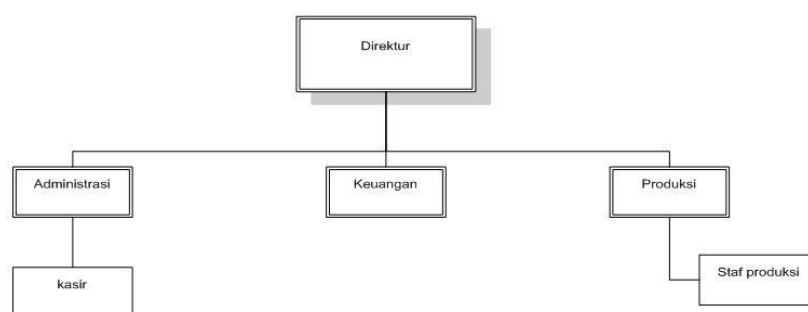 Direktur
Administrasi
Keuangan
Produksi
kasir
Staf produksi